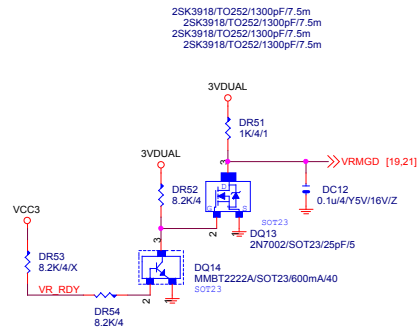 2SK3918/TO252/1300pF/7.5m
2SK3918/TO252/1300pF/7.5m
2SK3918/TO252/1300pF/7.5m
2SK3918/TO252/1300pF/7.5m
3VDUAL
DR51
1K/4/1
3VDUAL
3
VRMGD [19,21]
DR52
8.2K/4
D
G
S
DC12
0.1u/4/Y5V/16V/Z
VCC3
2
SOT23
DQ13
2N7002/SOT23/25pF/5
3
DR53
8.2K/4/X
DQ14
MMBT2222A/SOT23/600mA/40
SOT23
VR_RDY
2
DR54
8.2K/4